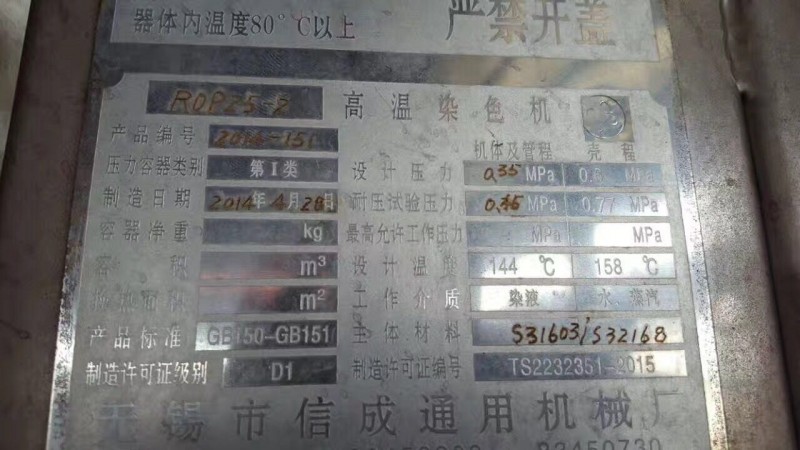 器体内温度80°C以上 严禁开盖
ROPZ5-2 高温染色机
产品编号 2014-151 机体及管程 壳程
压力容器类别 第I类 设计压力 0.35 MPa MPa
制造日期 2014年4月28日 耐压试验压力 MPa 0.77 MPa
容器净重 kg 最高允许工作压力 MPa MPa
容积 m³ 设计温度 144℃ 158℃
m² 工作介质 染液 水、蒸汽
产品标准 GB150-GB151 主体材料 S31603/S32168
制造许可证级别 D1 制造许可证编号 TS2232351-2015
无锡市信成通用机械厂